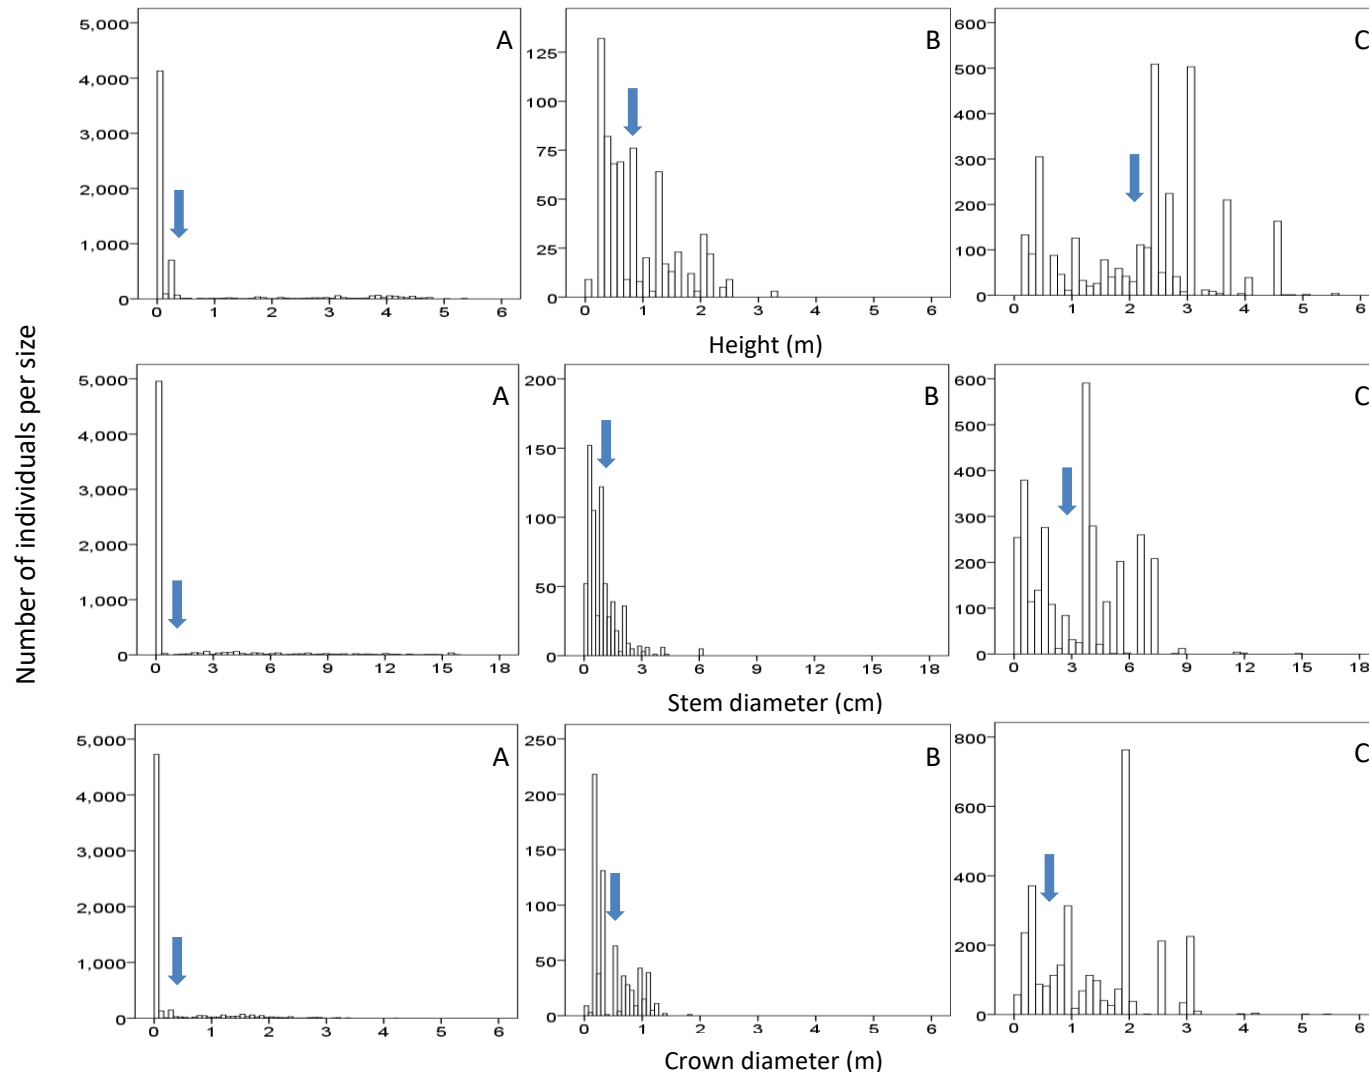 Number of individuals per size
A
5,000
4,000
3,000
2,000
1,000
0
0 1 2 3 4 5 6
B
125
100
75
50
25
0
0 1 2 3 4 5 6
C
600
500
400
300
200
100
0
0 1 2 3 4 5 6
Height (m)
A
5,000
4,000
3,000
2,000
1,000
0
0 3 6 9 12 15 18
B
200
150
100
50
0
0 3 6 9 12 15 18
C
600
500
400
300
200
100
0
0 3 6 9 12 15 18
Stem diameter (cm)
A
5,000
4,000
3,000
2,000
1,000
0
0 1 2 3 4 5 6
B
250
200
150
100
50
0
0 1 2 3 4 5 6
C
800
600
400
200
0
0 1 2 3 4 5 6
Crown diameter (m)